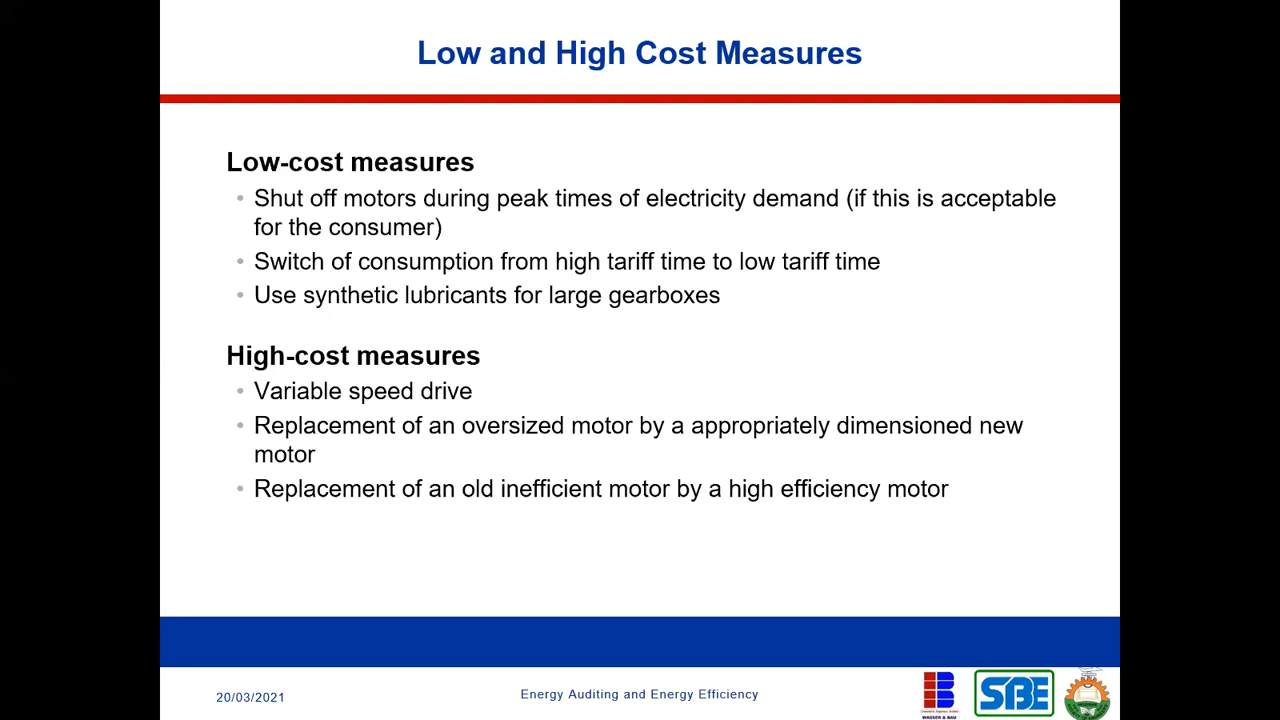 Low and High Cost Measures
Low-cost measures
• Shut off motors during peak times of electricity demand (if this is acceptable
for the consumer)
• Switch of consumption from high tariff time to low tariff time
• Use synthetic lubricants for large gearboxes
High-cost measures
• Variable speed drive
• Replacement of an oversized motor by a appropriately dimensioned new
motor
• Replacement of an old inefficient motor by a high efficiency motor
20/03/2021
Energy Auditing and Energy Efficiency
WASSER & BAU
SBE